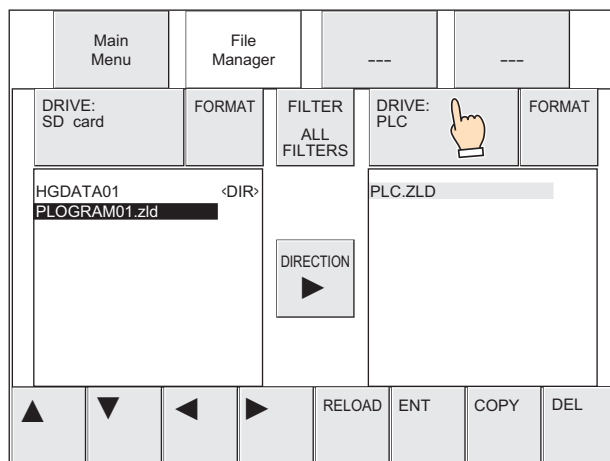 Main
Menu
File
Manager
---
---
DRIVE:
SD card
FORMAT
FILTER
ALL
FILTERS
DRIVE:
PLC
FORMAT
HGDATA01 <DIR>
PLOGRAM01.zld
DIRECTION
PLC.ZLD
RELOAD
ENT
COPY
DEL